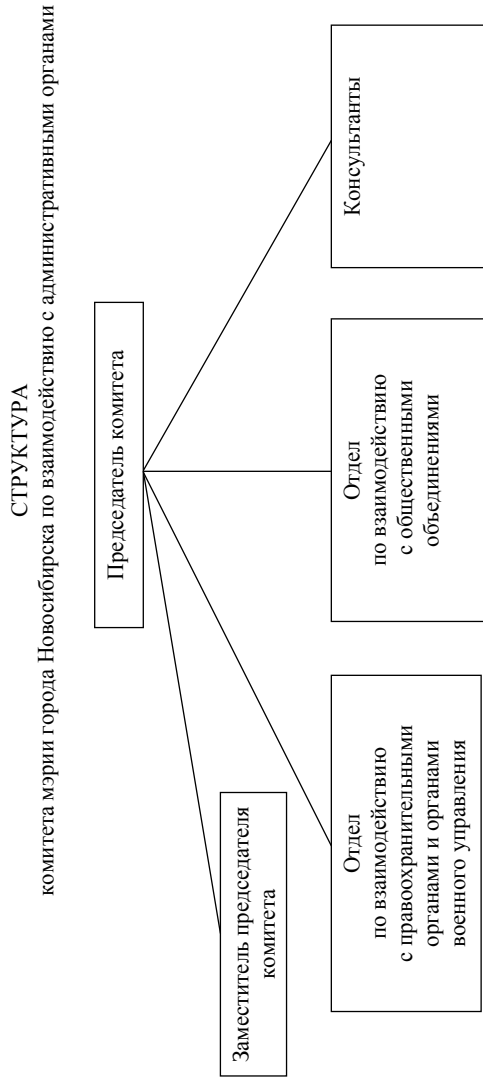 СТРУКТУРА
комитета мэрии города Новосибирска по взаимодействию с административными органами
Председатель комитета
Заместитель председателя
комитета
Отдел
по взаимодействию
с правоохранительными
органами и органами
военного управления
Отдел
по взаимодействию
с общественными
объединениями
Консультанты